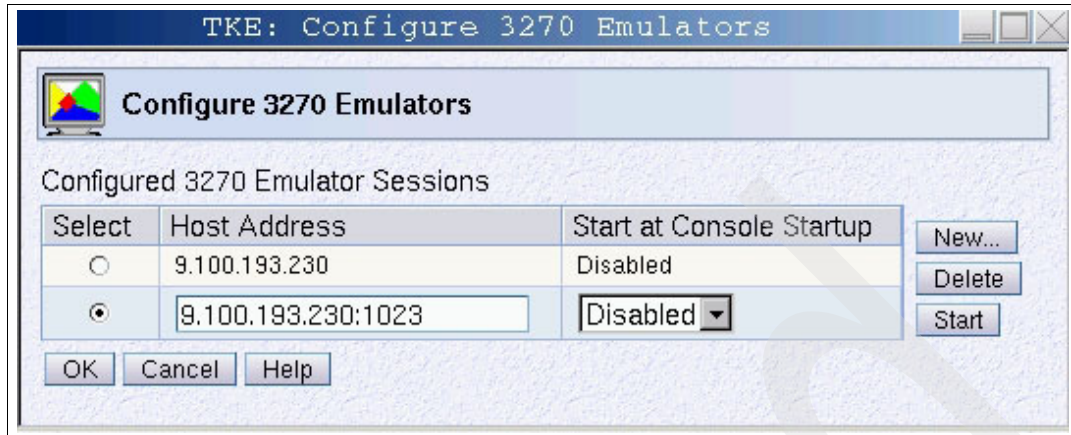 TKE: Configure 3270 Emulators
Configure 3270 Emulators
Configured 3270 Emulator Sessions
Select Host Address Start at Console Startup
9.100.193.230 Disabled
9.100.193.230:1023 Disabled
New...
Delete
Start
OK Cancel Help